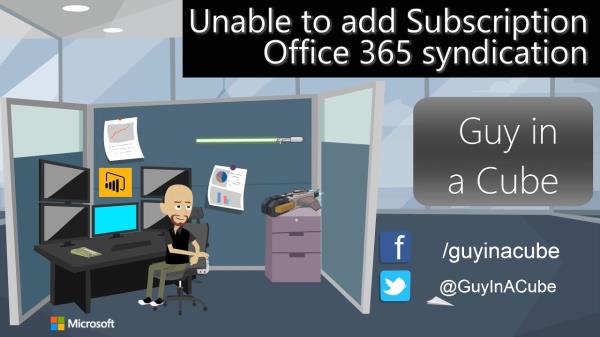 Unable to add Subscription
Office 365 syndication
Guy in
a Cube
f /guyinacube
@GuyInACube
Microsoft